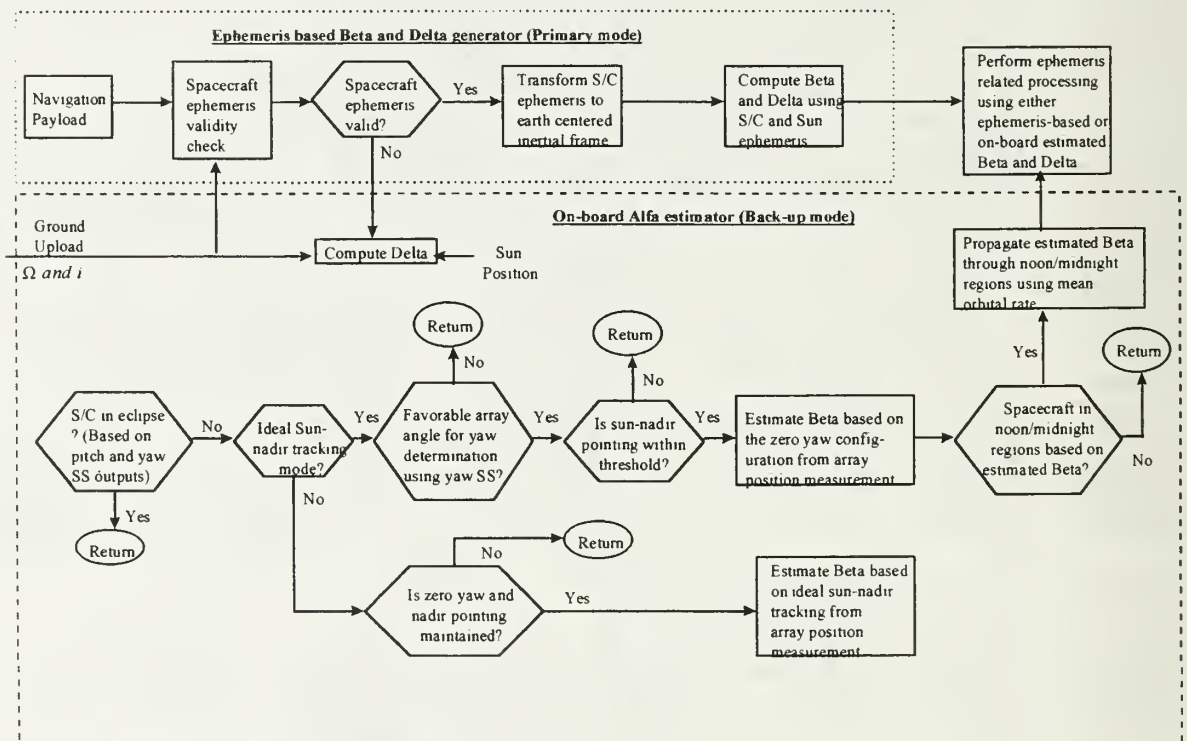 Ephemeris based Beta and Delta generator (Primary mode)
Navigation
Payload
Spacecraft
ephemeris
validity
check
Spacecraft
ephemeris
valid?
Yes
No
Transform S/C
ephemeris to
earth centered
inertial frame
Compute Beta
and Delta using
S/C and Sun
ephemeris
Perform ephemeris
related processing
using either
ephemeris-based or
on-board estimated
Beta and Delta
On-board Alfa estimator (Back-up mode)
Ground
Upload
Ω and i
Compute Delta
Sun
Position
Propagate estimated Beta
through noon/midnight
regions using mean
orbital rate
Return
No
Return
No
Yes
Return
No
S/C in eclipse
? (Based on
pitch and yaw
SS outputs)
No
Yes
Return
Ideal Sun-
nadir tracking
mode?
Yes
No
Favorable array
angle for yaw
determination
using yaw SS?
Yes
Is sun-nadir
pointing within
threshold?
Yes
Estimate Beta based on
the zero yaw config-
uration from array
position measurement
Spacecraft in
noon/midnight
regions based on
estimated Beta?
No
Return
Is zero yaw and
nadir pointing
maintained?
Yes
Estimate Beta based
on ideal sun-nadir
tracking from
array position
measurement